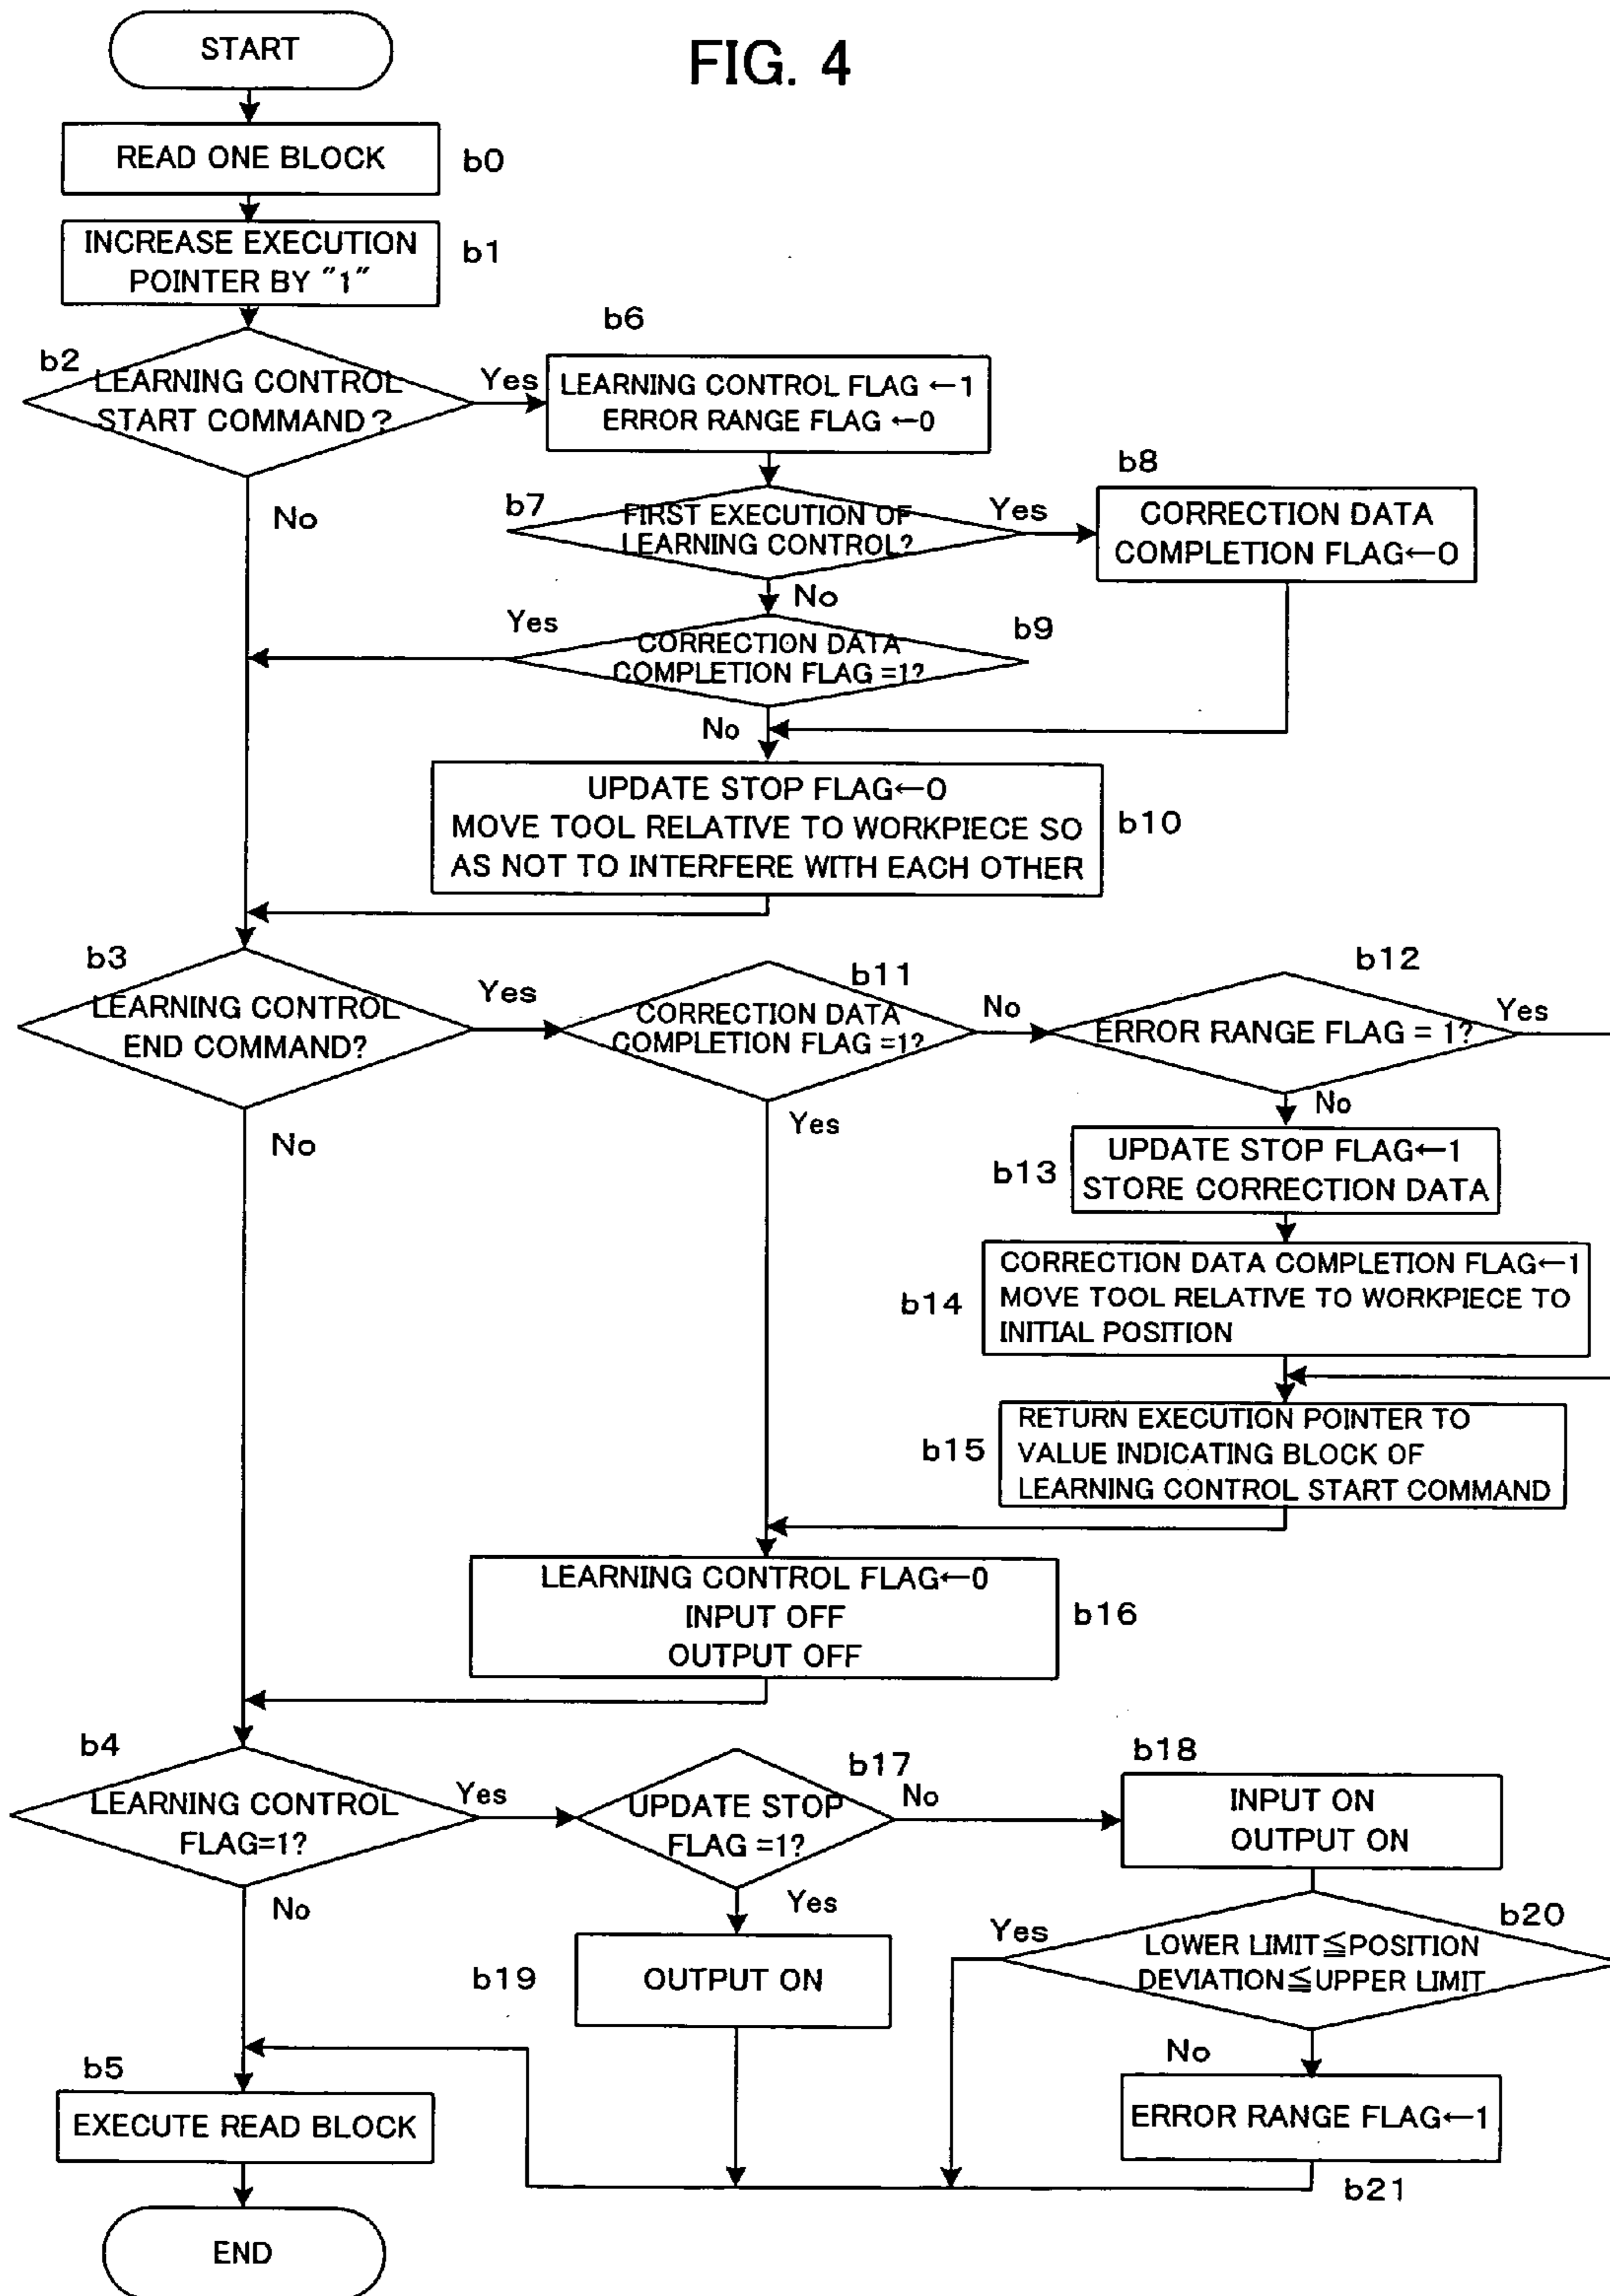 FIG. 4
START
READ ONE BLOCK
b0
INCREASE EXECUTION
POINTER BY "1"
b1
b2
LEARNING CONTROL
START COMMAND?
Yes
No
b6
LEARNING CONTROL FLAG ←1
ERROR RANGE FLAG ←0
b7
FIRST EXECUTION OF
LEARNING CONTROL?
Yes
No
b8
CORRECTION DATA
COMPLETION FLAG←0
b9
CORRECTION DATA
COMPLETION FLAG =1?
Yes
No
UPDATE STOP FLAG←0
MOVE TOOL RELATIVE TO WORKPIECE SO
AS NOT TO INTERFERE WITH EACH OTHER
b10
b3
LEARNING CONTROL
END COMMAND?
Yes
No
b11
CORRECTION DATA
COMPLETION FLAG =1?
No
Yes
b12
ERROR RANGE FLAG = 1?
Yes
No
b13
UPDATE STOP FLAG←1
STORE CORRECTION DATA
b14
CORRECTION DATA COMPLETION FLAG←1
MOVE TOOL RELATIVE TO WORKPIECE TO
INITIAL POSITION
b15
RETURN EXECUTION POINTER TO
VALUE INDICATING BLOCK OF
LEARNING CONTROL START COMMAND
LEARNING CONTROL FLAG←0
INPUT OFF
OUTPUT OFF
b16
b4
LEARNING CONTROL
FLAG=1?
Yes
No
b17
UPDATE STOP
FLAG =1?
No
Yes
b18
INPUT ON
OUTPUT ON
b19
OUTPUT ON
b20
LOWER LIMIT≦POSITION
DEVIATION≦UPPER LIMIT
Yes
No
ERROR RANGE FLAG←1
b21
b5
EXECUTE READ BLOCK
END